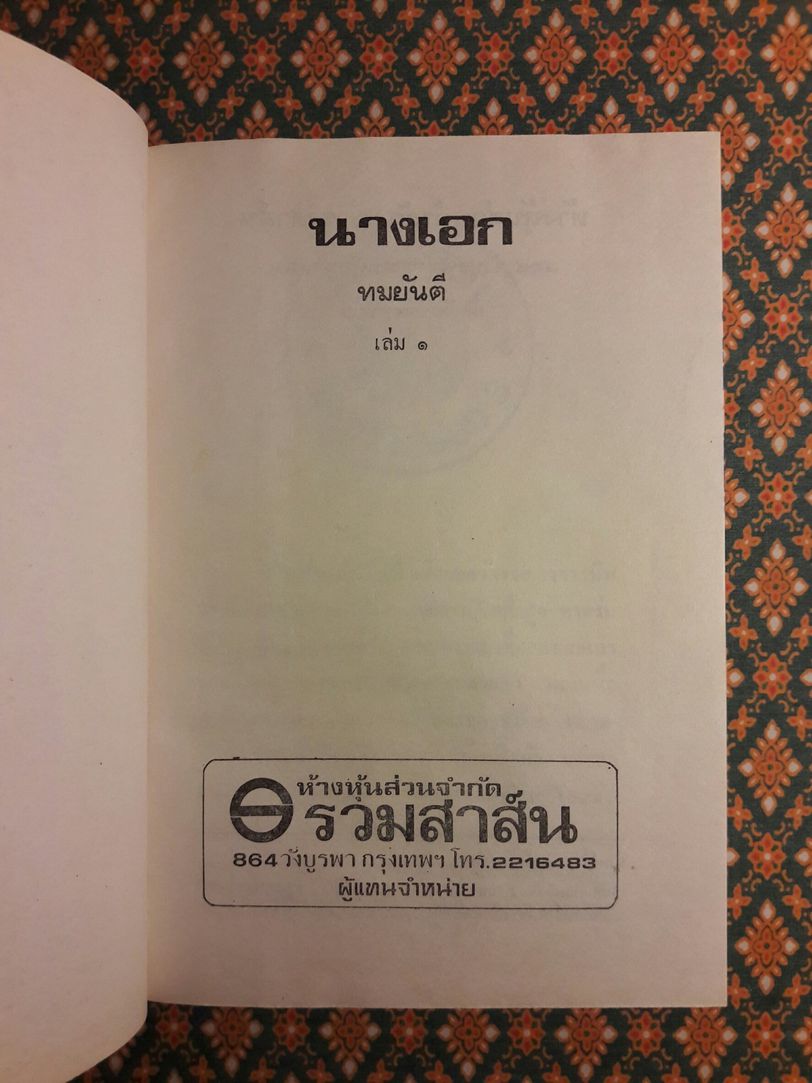 นางเอก
ทมยันตี
เล่ม ๑
ห้างหุ้นส่วนจำกัด
รวมสาส์น
864 วังบูรพา กรุงเทพฯ โทร.2216483
ผู้แทนจำหน่าย